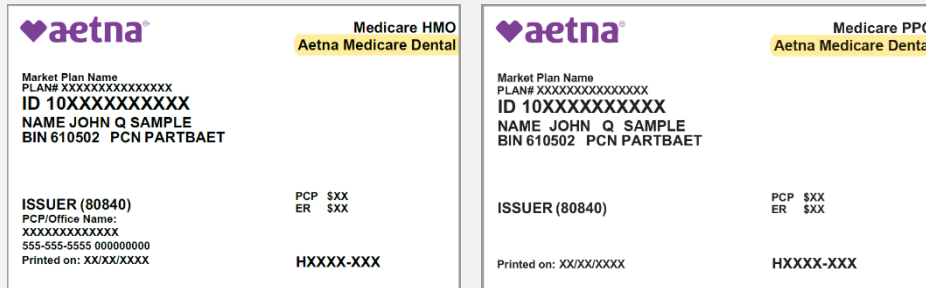 aetna®
Medicare HMO
Aetna Medicare Dental
Market Plan Name
PLAN# XXXXXXXXXXXXXXX
ID 10XXXXXXXXXX
NAME JOHN Q SAMPLE
BIN 610502 PCN PARTBAET
ISSUER (80840)
PCP $XX
ER $XX
PCP/Office Name:
XXXXXXXXXXXXX
555-555-5555 000000000
Printed on: XX/XX/XXXX
HXXXX-XXX
aetna®
Medicare PPO
Aetna Medicare Denta
Market Plan Name
PLAN# XXXXXXXXXXXXXXX
ID 10XXXXXXXXXX
NAME JOHN Q SAMPLE
BIN 610502 PCN PARTBAET
ISSUER (80840)
PCP $XX
ER $XX
Printed on: XX/XX/XXXX
HXXXX-XXX